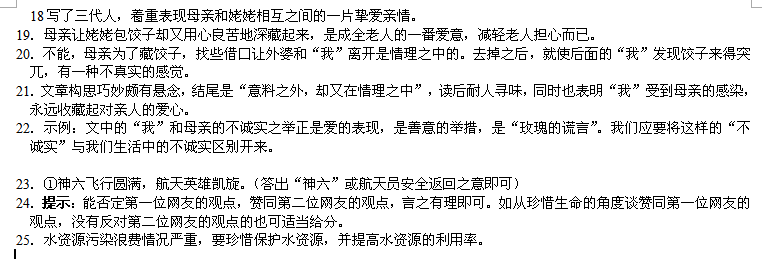 18写了三代人，着重表现母亲和姥姥相互之间的一片挚爱亲情。
19．母亲让姥姥包饺子却又用心良苦地深藏起来，是成全老人的一番爱意，减轻老人担心而已。
20．不能，母亲为了藏饺子，找些借口让外婆和“我”离开是情理之中的。去掉之后，就使后面的“我”发现饺子来得突
兀，有一种不真实的感觉。
21．文章构思巧妙颇有悬念，结尾是“意料之外，却又在情理之中”，读后耐人寻味，同时也表明“我”受到母亲的感染，
永远收藏起对亲人的爱心。
22．示例：文中的“我”和母亲的不诚实之举正是爱的表现，是善意的举措，是“玫瑰的谎言”。我们应要将这样的“不
诚实”与我们生活中的不诚实区别开来。
23．①神六飞行圆满，航天英雄凯旋。（答出“神六”或航天员安全返回之意即可）
24．提示：能否定第一位网友的观点，赞同第二位网友的观点，言之有理即可。如从珍惜生命的角度谈赞同第一位网友的
观点，没有反对第二位网友的观点的也可适当给分。
25．水资源污染浪费情况严重，要珍惜保护水资源，并提高水资源的利用率。